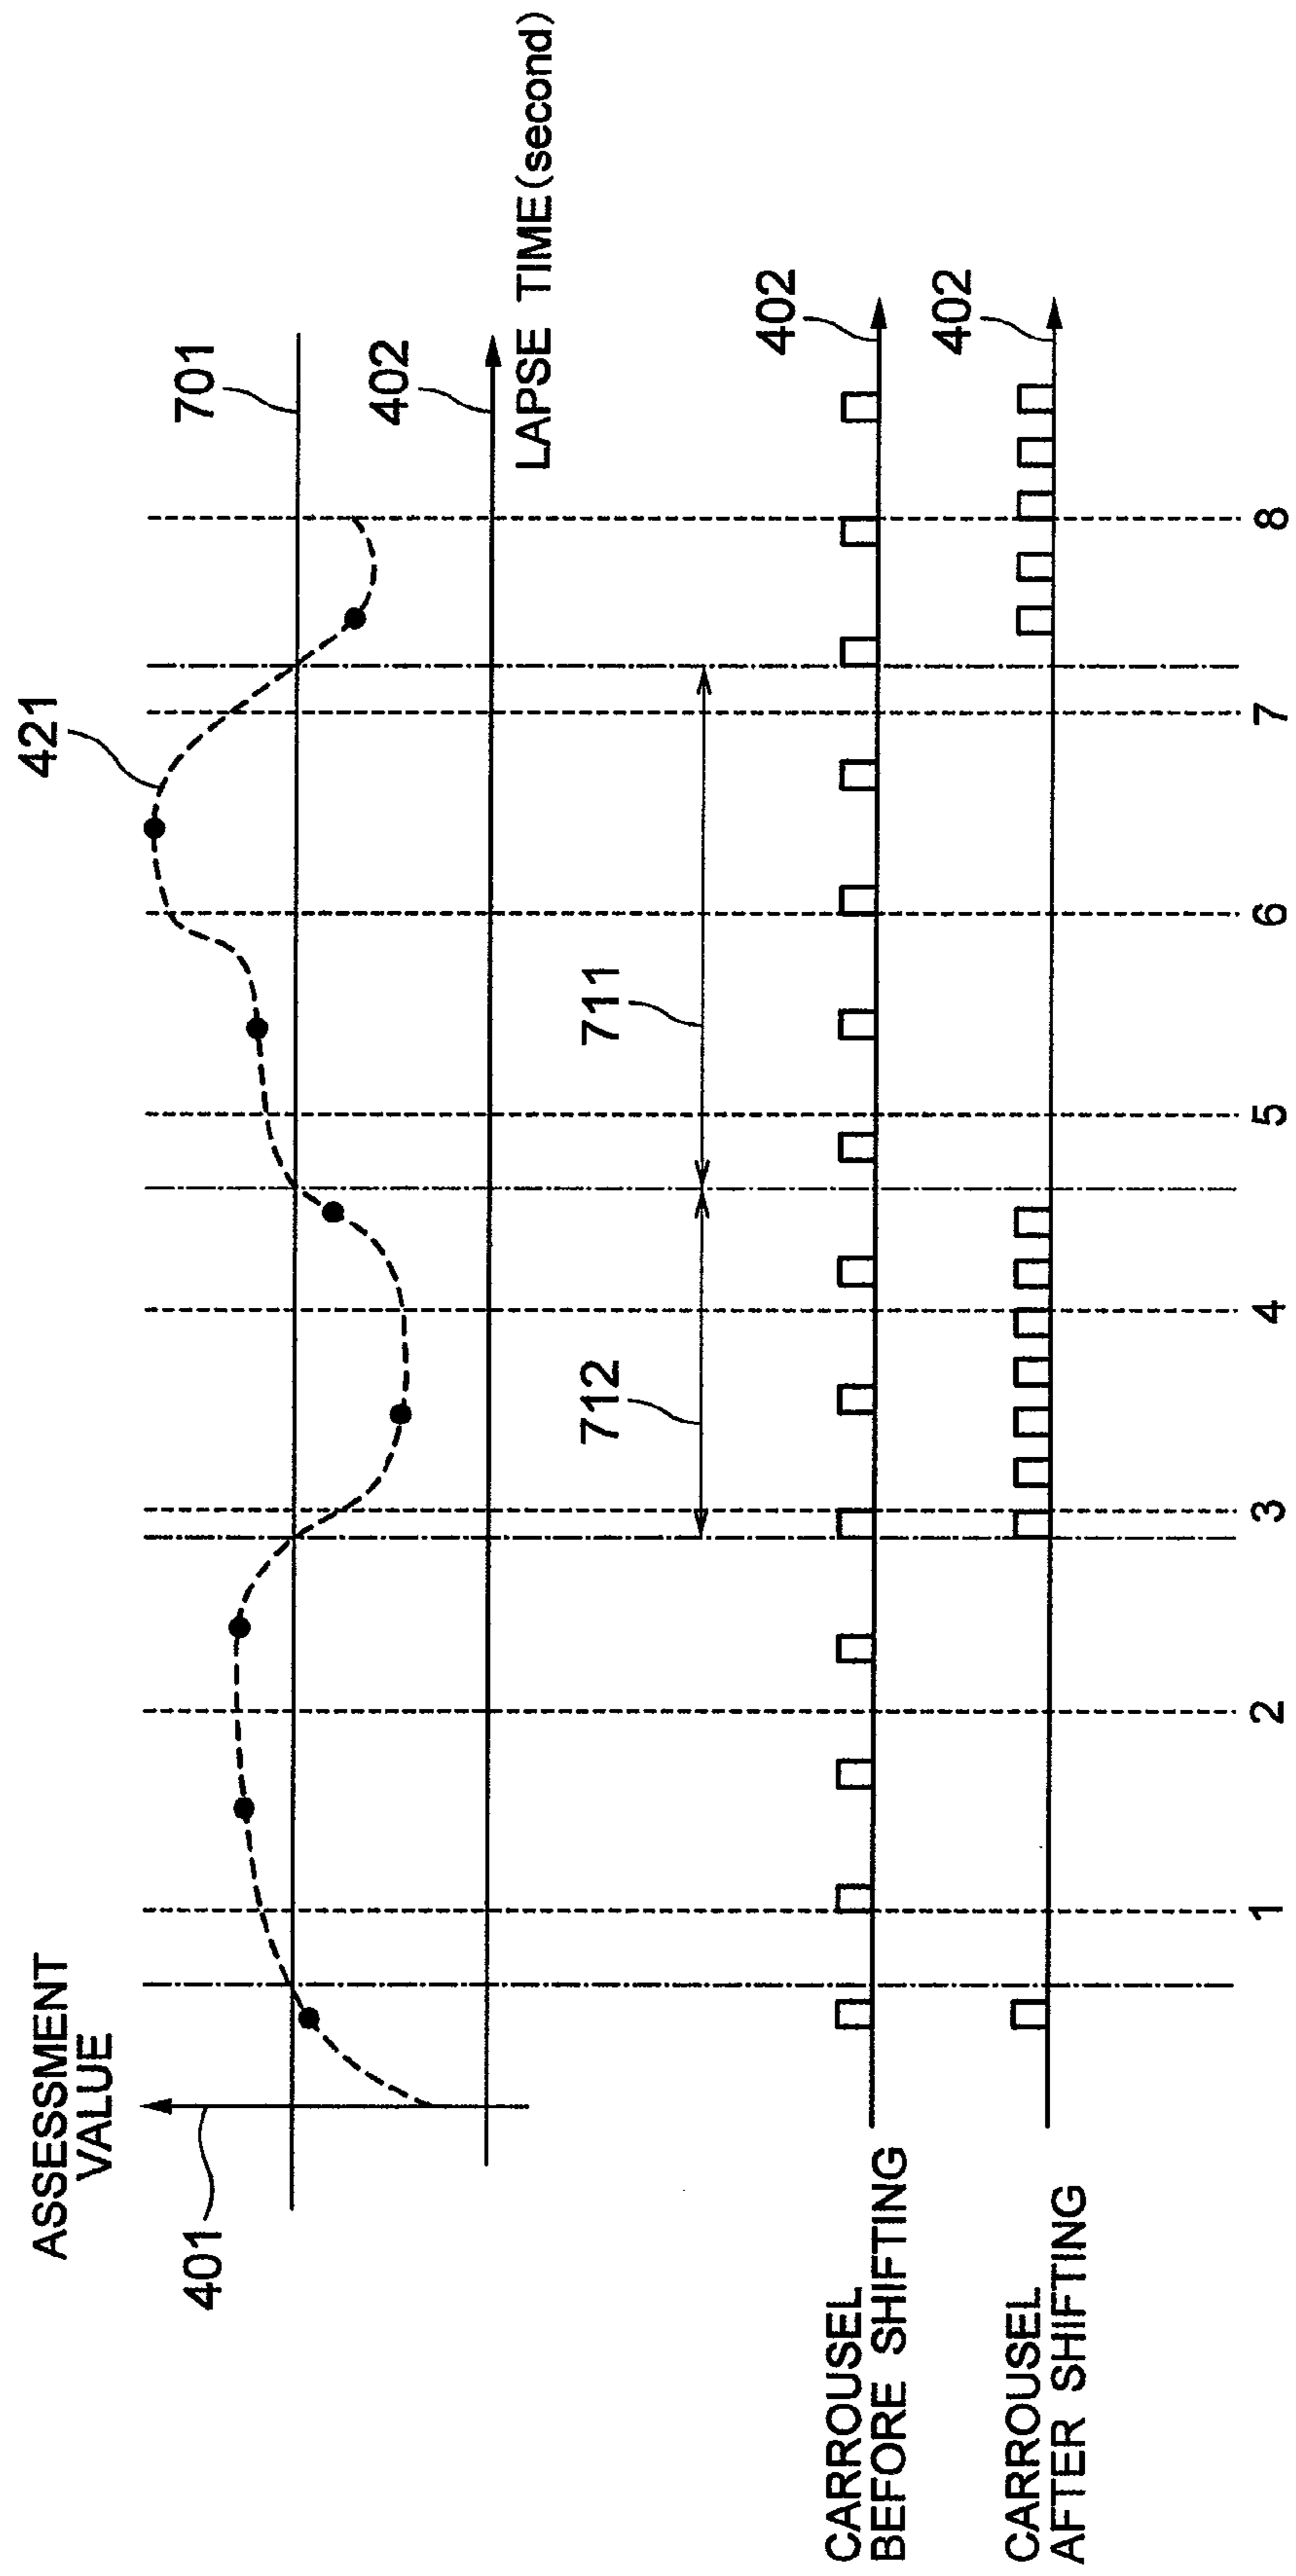 ASSESSMENT
VALUE
401
421
701
402
LAPSE TIME(second)
712
711
402
CARROUSEL
BEFORE SHIFTING
402
CARROUSEL
AFTER SHIFTING
1 2 3 4 5 6 7 8